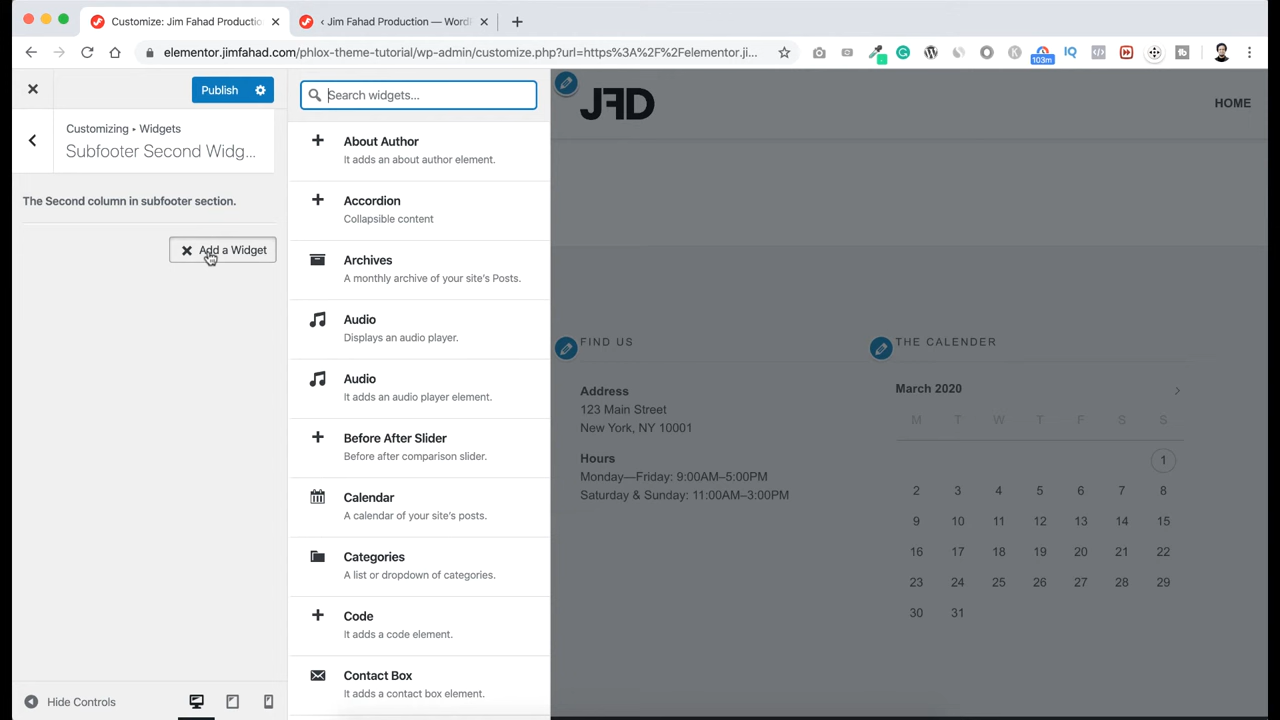 Customize: Jim Fahad Productio
‹ Jim Fahad Production — Word
elementor.jimfahad.com/phlox-theme-tutorial/wp-admin/customize.php?url=https%3A%2F%2Felementor.ji...
103m
Publish
Customizing ▸ Widgets
Subfooter Second Widg...
The Second column in subfooter section.
Add a Widget
Hide Controls
Search widgets...
About Author
It adds an about author element.
Accordion
Collapsible content
Archives
A monthly archive of your site's Posts.
Audio
Displays an audio player.
Audio
It adds an audio player element.
Before After Slider
Before after comparison slider.
Calendar
A calendar of your site's posts.
Categories
A list or dropdown of categories.
Code
It adds a code element.
Contact Box
It adds a contact box element.
JFD
HOME
FIND US
Address
123 Main Street
New York, NY 10001
Hours
Monday—Friday: 9:00AM–5:00PM
Saturday & Sunday: 11:00AM–3:00PM
THE CALENDER
March 2020
M T W T F S S
1
2 3 4 5 6 7 8
9 10 11 12 13 14 15
16 17 18 19 20 21 22
23 24 25 26 27 28 29
30 31